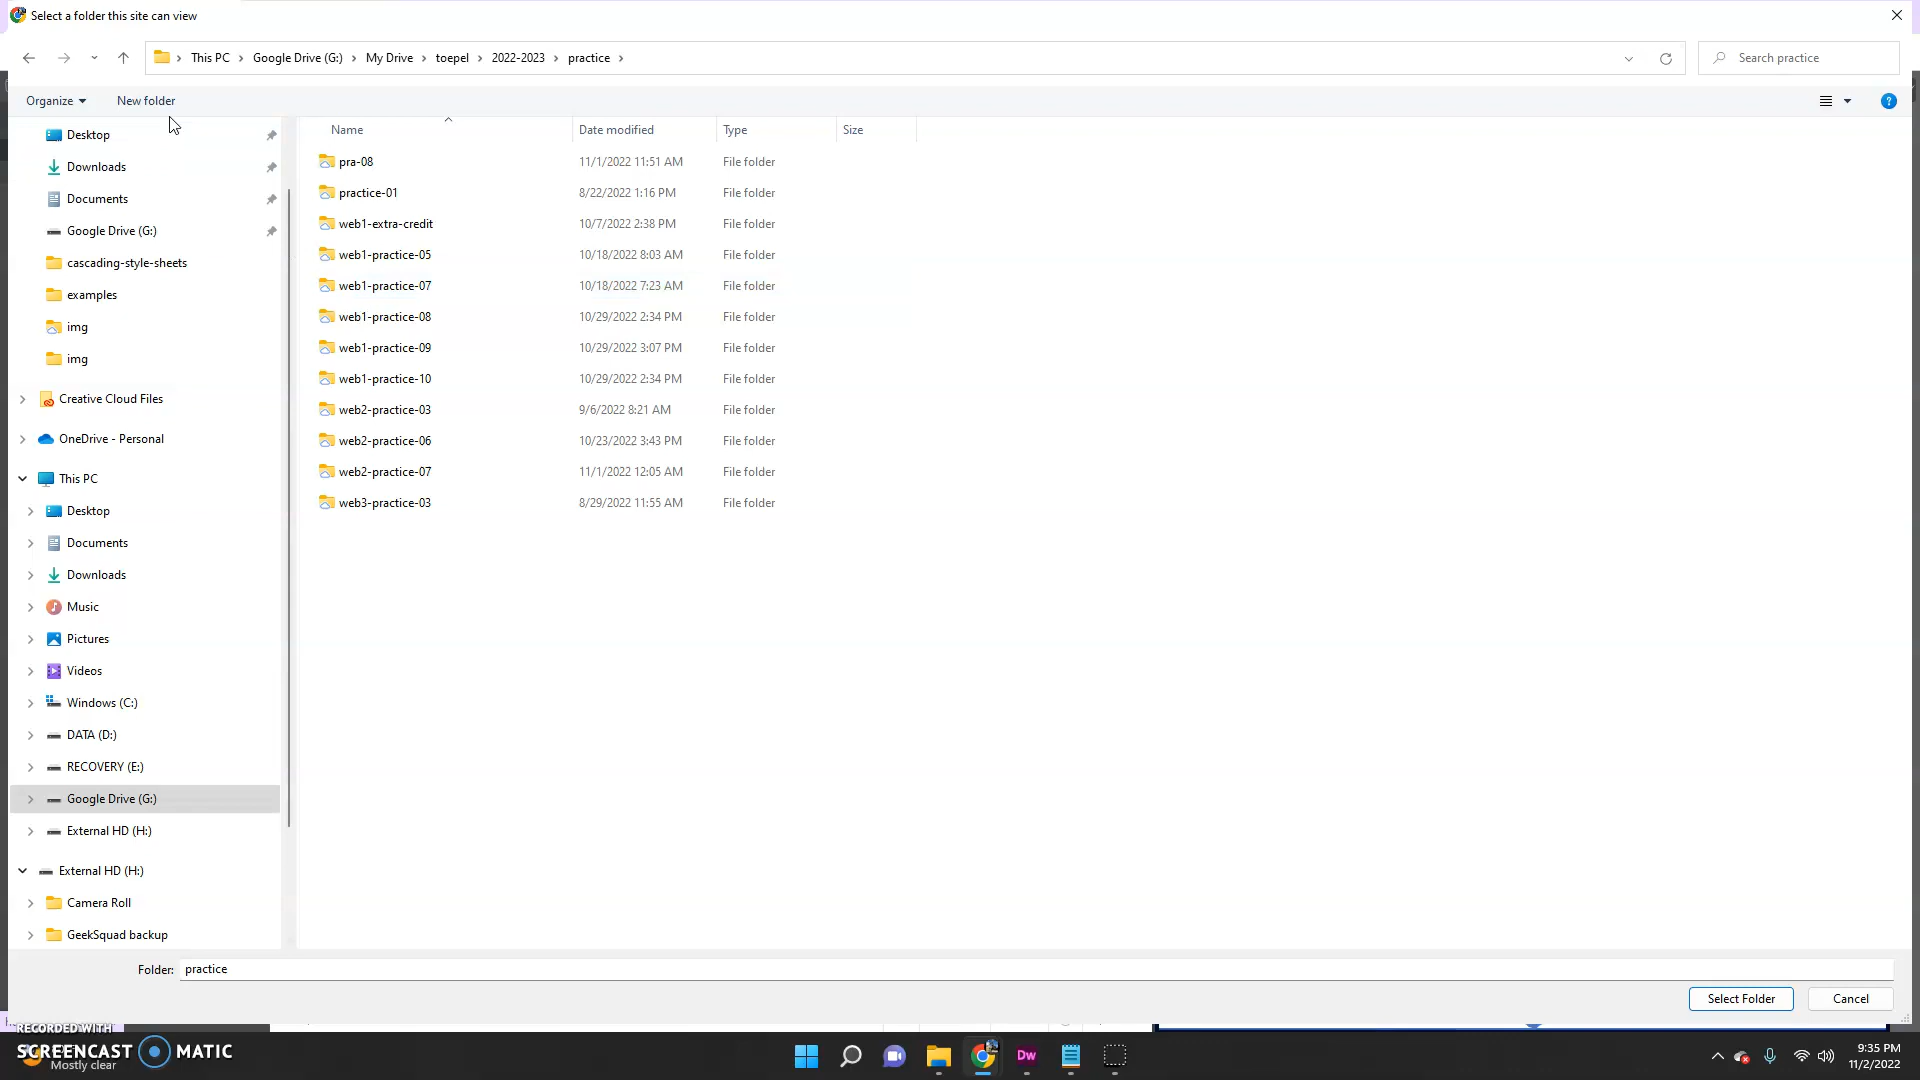 Select a folder this site can view
This PC
Google Drive (G:)
My Drive
toepel
2022-2023
practice
Search practice
Organize
New folder
Desktop
Downloads
Documents
Google Drive (G:)
cascading-style-sheets
examples
img
img
Creative Cloud Files
OneDrive - Personal
This PC
Desktop
Documents
Downloads
Music
Pictures
Videos
Windows (C:)
DATA (D:)
RECOVERY (E:)
Google Drive (G:)
External HD (H:)
External HD (H:)
Camera Roll
GeekSquad backup
Name Date modified Type Size
pra-08 11/1/2022 11:51 AM File folder
practice-01 8/22/2022 1:16 PM File folder
web1-extra-credit 10/7/2022 2:38 PM File folder
web1-practice-05 10/18/2022 8:03 AM File folder
web1-practice-07 10/18/2022 7:23 AM File folder
web1-practice-08 10/29/2022 2:34 PM File folder
web1-practice-09 10/29/2022 3:07 PM File folder
web1-practice-10 10/29/2022 2:34 PM File folder
web2-practice-03 9/6/2022 8:21 AM File folder
web2-practice-06 10/23/2022 3:43 PM File folder
web2-practice-07 11/1/2022 12:05 AM File folder
web3-practice-03 8/29/2022 11:55 AM File folder
Folder: practice
Select Folder Cancel
RECORDED WITH
SCREENCAST MATIC
Mostly clear
Dw
9:35 PM
11/2/2022